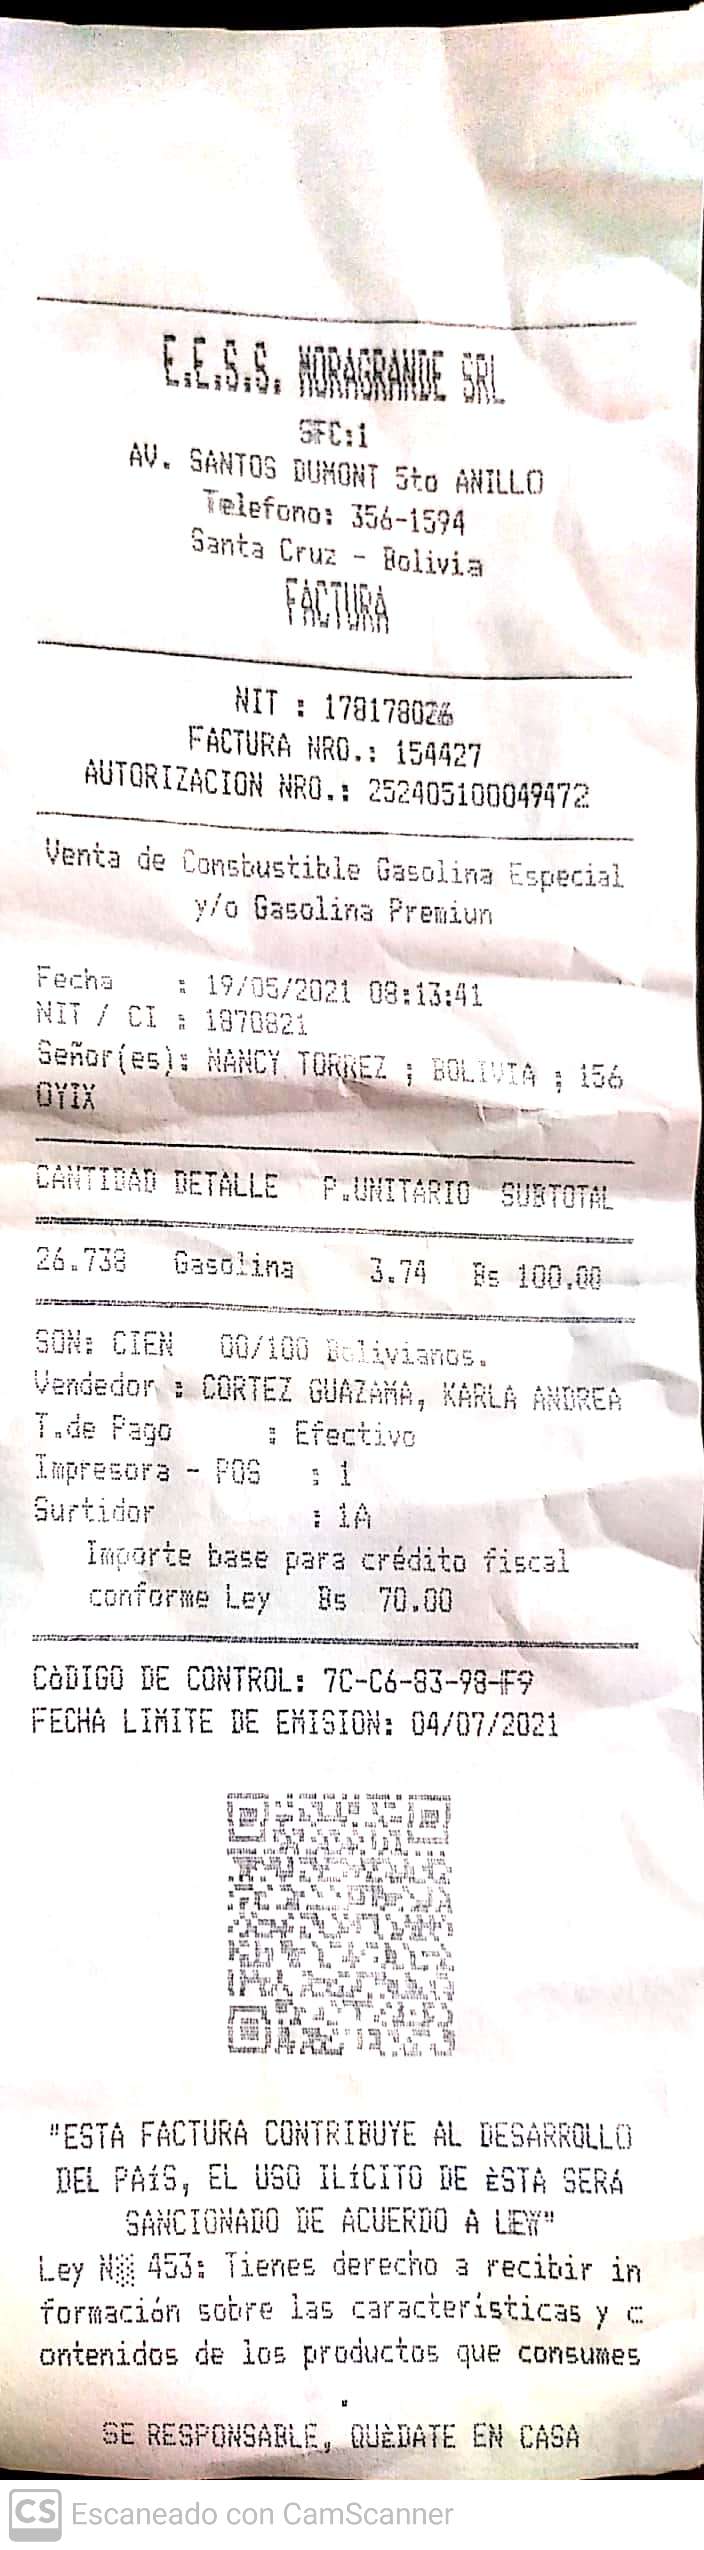 E.E.S.S. MORAGRANDE SRL
SFC:1
AV. SANTOS DUMONT 5to ANILLO
Telefono: 356-1594
Santa Cruz - Bolivia
FACTURA
NIT : 178178026
FACTURA NRO.: 154427
AUTORIZACION NRO.: 252405100049472
Venta de Consbustible Gasolina Especial
y/o Gasolina Premiun
Fecha : 19/05/2021 08:13:41
NIT / CI : 1870821
Señor(es): NANCY TORREZ ; BOLIVIA ; 156
OYIX
CANTIDAD DETALLE P.UNITARIO SUBTOTAL
26.738 Gasolina 3.74 Bs 100.00
SON: CIEN 00/100 Bolivianos.
Vendedor : CORTEZ GUAZAMA, KARLA ANDREA
T.de Pago : Efectivo
Impresora - POS : 1
Surtidor : 1A
Importe base para crédito fiscal
conforme Ley Bs 70.00
CòDIGO DE CONTROL: 7C-C6-83-98-F9
FECHA LIMITE DE EMISION: 04/07/2021
"ESTA FACTURA CONTRIBUYE AL DESARROLLO
DEL PAíS, EL USO ILíCITO DE èSTA SERá
SANCIONADO DE ACUERDO A LEY"
Ley N░ 453: Tienes derecho a recibir in
formación sobre las características y c
ontenidos de los productos que consumes
.
SE RESPONSABLE, QUèDATE EN CASA
CS Escaneado con CamScanner